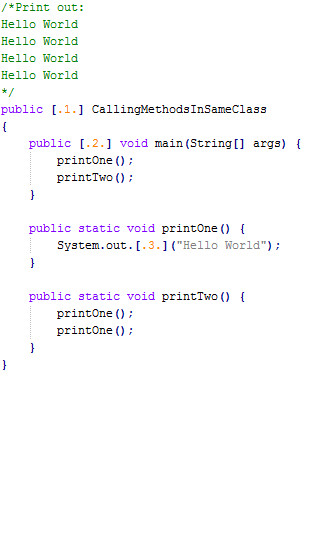 /*Print out:
Hello World
Hello World
Hello World
Hello World
*/
public [.1.] CallingMethodsInSameClass
{
    public [.2.] void main(String[] args) {
        printOne();
        printTwo();
    }

    public static void printOne() {
        System.out.[.3.]("Hello World");
    }

    public static void printTwo() {
        printOne();
        printOne();
    }
}